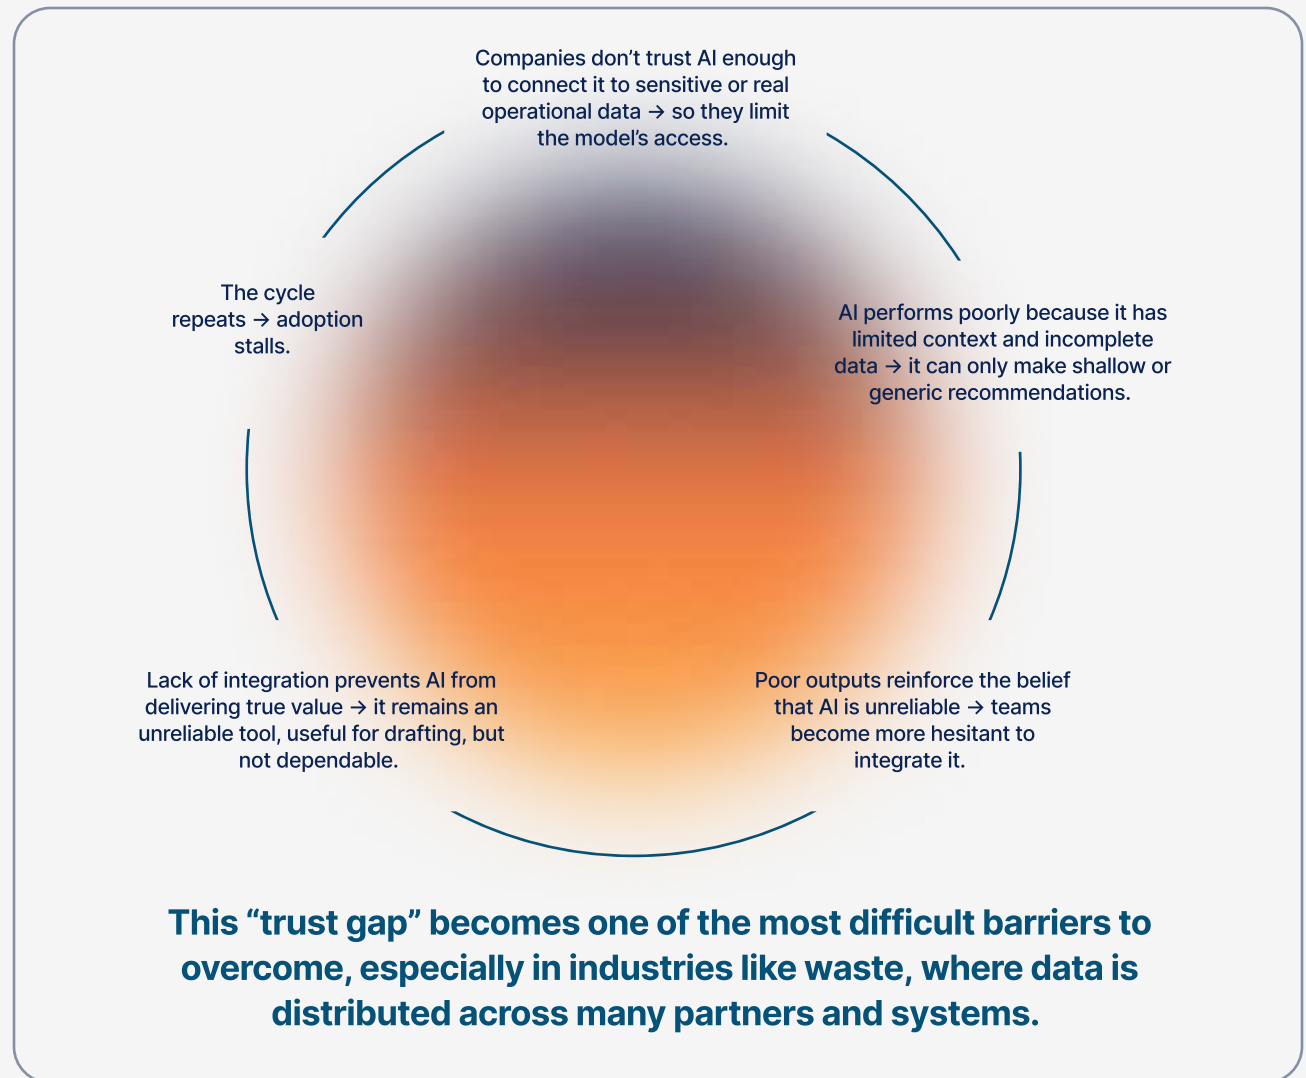 Companies don’t trust AI enough
to connect it to sensitive or real
operational data → so they limit
the model’s access.
AI performs poorly because it has
limited context and incomplete
data → it can only make shallow or
generic recommendations.
Poor outputs reinforce the belief
that AI is unreliable → teams
become more hesitant to
integrate it.
Lack of integration prevents AI from
delivering true value → it remains an
unreliable tool, useful for drafting, but
not dependable.
The cycle
repeats → adoption
stalls.
This “trust gap” becomes one of the most difficult barriers to
overcome, especially in industries like waste, where data is
distributed across many partners and systems.